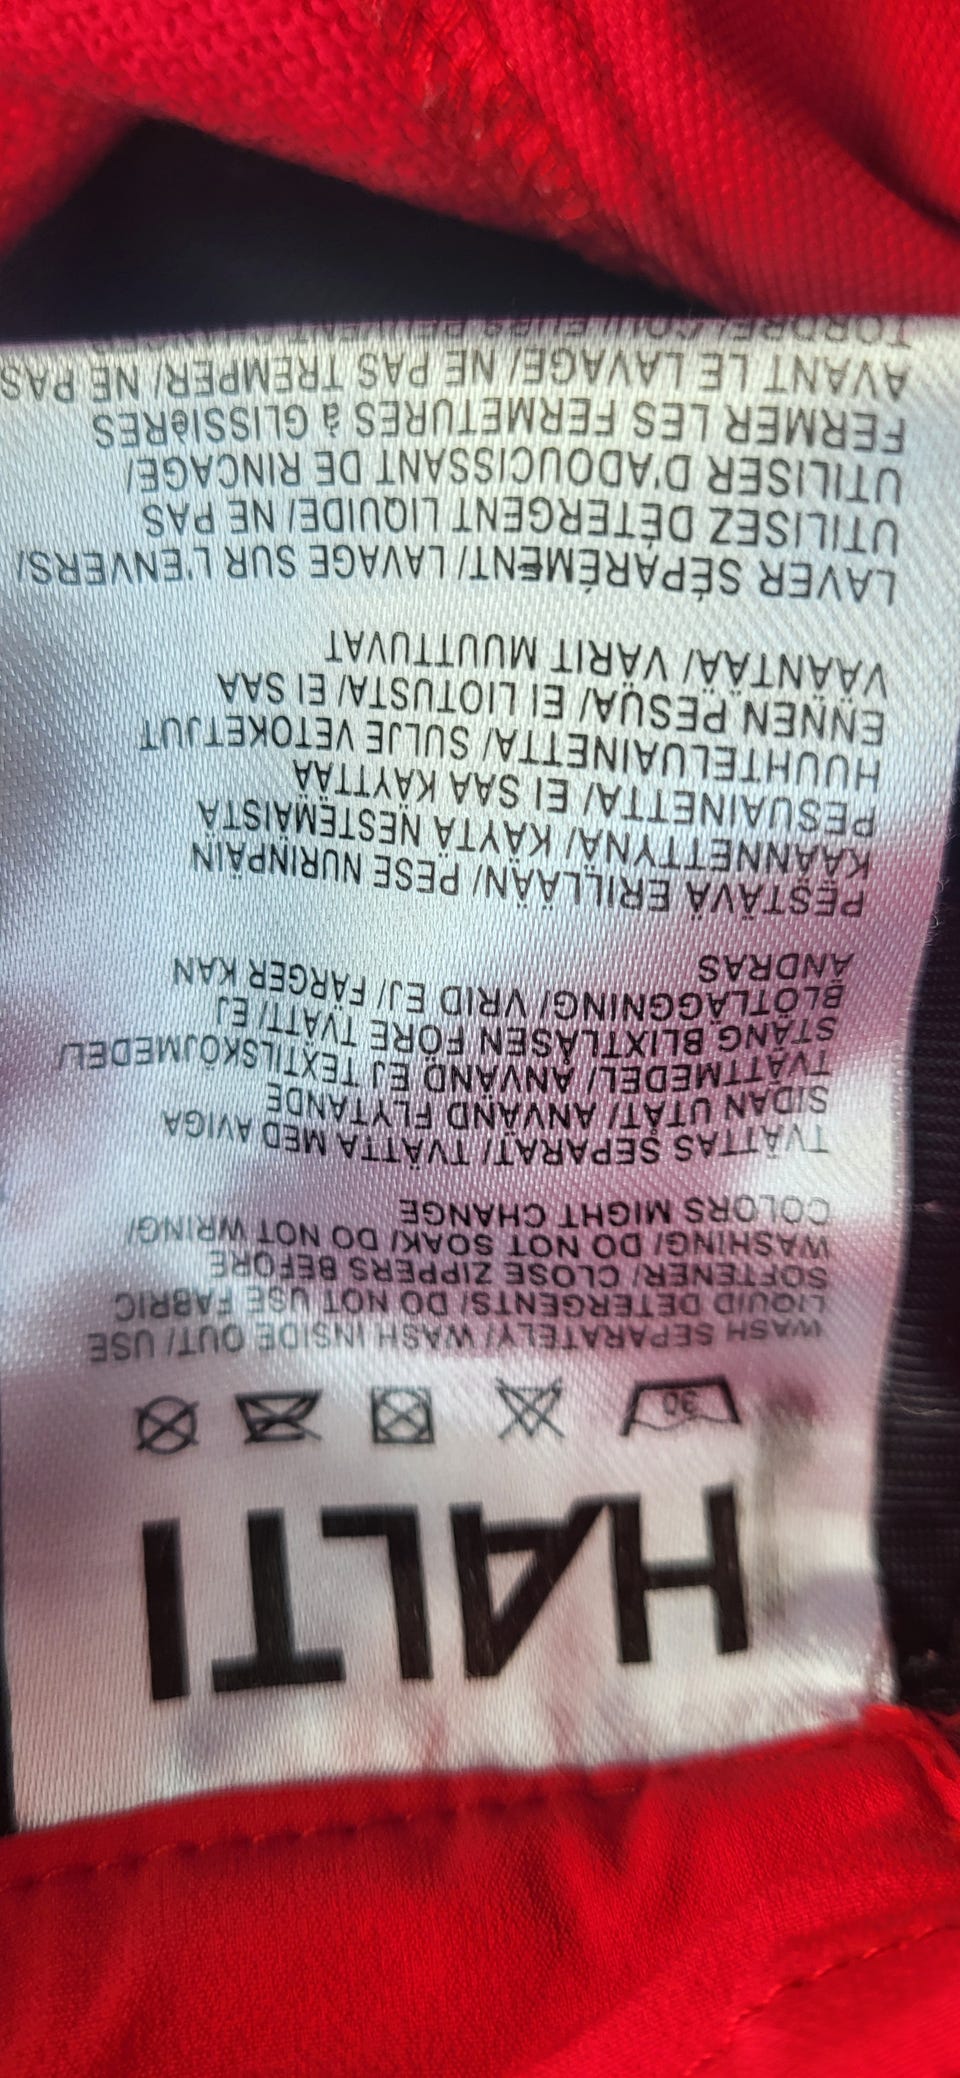 HALTI
30
WASH SEPARATELY/ WASH INSIDE OUT/ USE
LIQUID DETERGENTS/ DO NOT USE FABRIC
SOFTENER/ CLOSE ZIPPERS BEFORE
WASHING/ DO NOT SOAK/ DO NOT WRING/
COLORS MIGHT CHANGE
TVÄTTAS SEPARAT/ TVÄTTA MED AVIGA
SIDAN UTÅT/ ANVÄND FLYTANDE
TVÄTTMEDEL/ ANVÄND EJ TEXTILSKÖJMEDEL/
STÄNG BLIXTLÅSEN FÖRE TVÄTT/ EJ
BLÖTLÄGGNING/ VRID EJ/ FÄRGER KAN
ÄNDRAS
PESTÄVÄ ERILLÄÄN/ PESE NURINPÄIN
KÄÄNNETTYNÄ/ KÄYTÄ NESTEMÄISTÄ
PESUAINETTA/ EI SAA KÄYTTÄÄ
HUUHTELUAINETTA/ SULJE VETOKETJUT
ENNEN PESUA/ EI LIOTUSTA/ EI SAA
VÄÄNTÄÄ/ VÄRIT MUUTTUVAT
LAVER SÉPARÉMENT/ LAVAGE SUR L'ENVERS/
UTILISEZ DÉTERGENT LIQUIDE/ NE PAS
UTILISER D'ADOUCISSANT DE RINCAGE/
FERMER LES FERMETURES à GLISSIèRES
AVANT LE LAVAGE/ NE PAS TREMPER/ NE PAS
TORDRE/ COULEURS PEUVENT